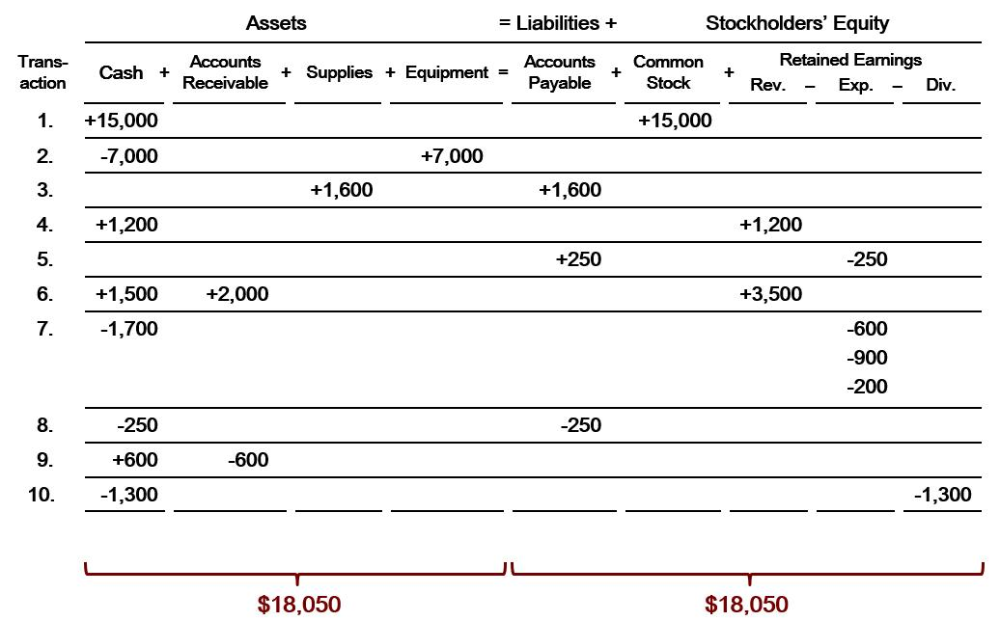 Assets = Liabilities + Stockholders’ Equity
Trans-action Cash + Accounts Receivable + Supplies + Equipment = Accounts Payable + Common Stock + Retained Earnings
Rev. – Exp. – Div.
1. +15,000 +15,000
2. -7,000 +7,000
3. +1,600 +1,600
4. +1,200 +1,200
5. +250 -250
6. +1,500 +2,000 +3,500
7. -1,700 -600
-900
-200
8. -250 -250
9. +600 -600
10. -1,300 -1,300
$18,050 $18,050